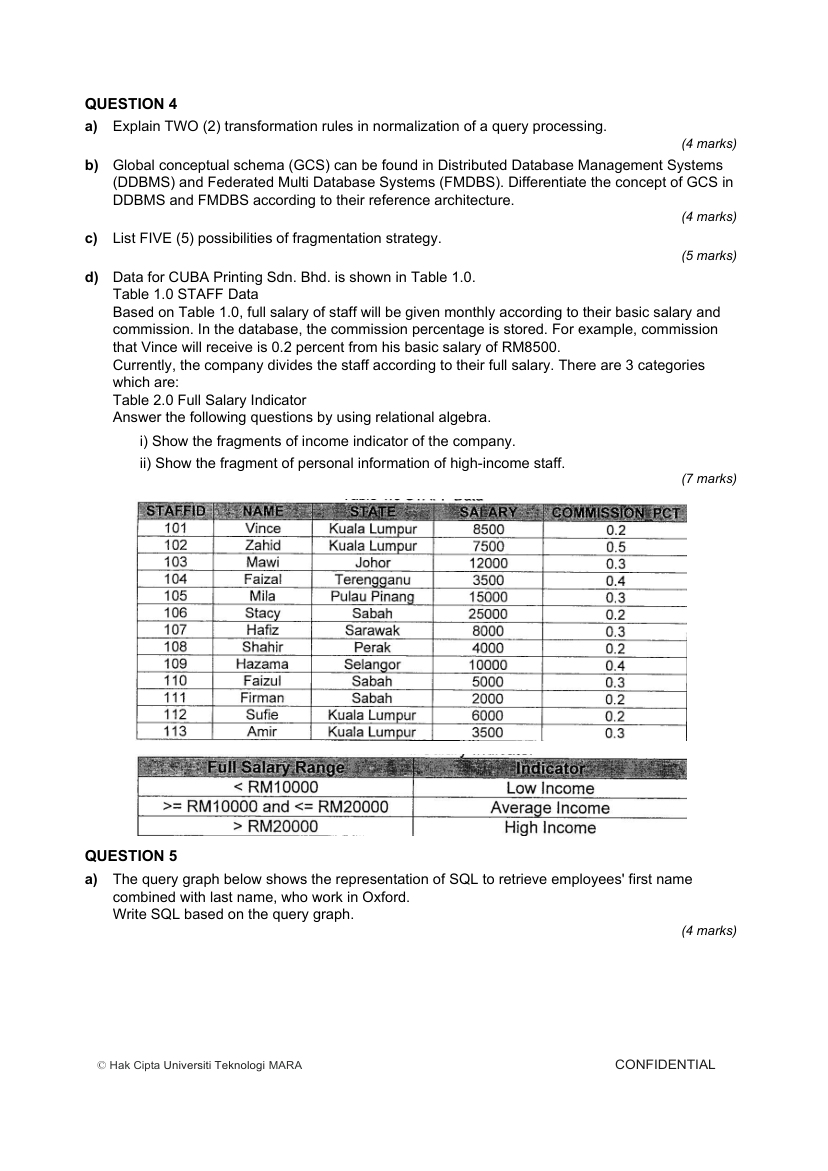 QUESTION 4
a) Explain TWO (2) transformation rules in normalization of a query processing.
(4 marks)
b) Global conceptual schema (GCS) can be found in Distributed Database Management Systems
(DDBMS) and Federated Multi Database Systems (FMDBS). Differentiate the concept of GCS in
DDBMS and FMDBS according to their reference architecture.
(4 marks)
c) List FIVE (5) possibilities of fragmentation strategy.
(5 marks)
d) Data for CUBA Printing Sdn. Bhd. is shown in Table 1.0.
Table 1.0 STAFF Data
Based on Table 1.0, full salary of staff will be given monthly according to their basic salary and
commission. In the database, the commission percentage is stored. For example, commission
that Vince will receive is 0.2 percent from his basic salary of RM8500.
Currently, the company divides the staff according to their full salary. There are 3 categories
which are:
Table 2.0 Full Salary Indicator
Answer the following questions by using relational algebra.
i) Show the fragments of income indicator of the company.
ii) Show the fragment of personal information of high-income staff.
(7 marks)
STAFFID NAME STATE SALARY COMMISSION_PCT
101 Vince Kuala Lumpur 8500 0.2
102 Zahid Kuala Lumpur 7500 0.5
103 Mawi Johor 12000 0.3
104 Faizal Terengganu 3500 0.4
105 Mila Pulau Pinang 15000 0.3
106 Stacy Sabah 25000 0.2
107 Hafiz Sarawak 8000 0.3
108 Shahir Perak 4000 0.2
109 Hazama Selangor 10000 0.4
110 Faizul Sabah 5000 0.3
111 Firman Sabah 2000 0.2
112 Sufie Kuala Lumpur 6000 0.2
113 Amir Kuala Lumpur 3500 0.3
Full Salary Range Indicator
< RM10000 Low Income
>= RM10000 and <= RM20000 Average Income
> RM20000 High Income
QUESTION 5
a) The query graph below shows the representation of SQL to retrieve employees' first name
combined with last name, who work in Oxford.
Write SQL based on the query graph.
(4 marks)
© Hak Cipta Universiti Teknologi MARA CONFIDENTIAL